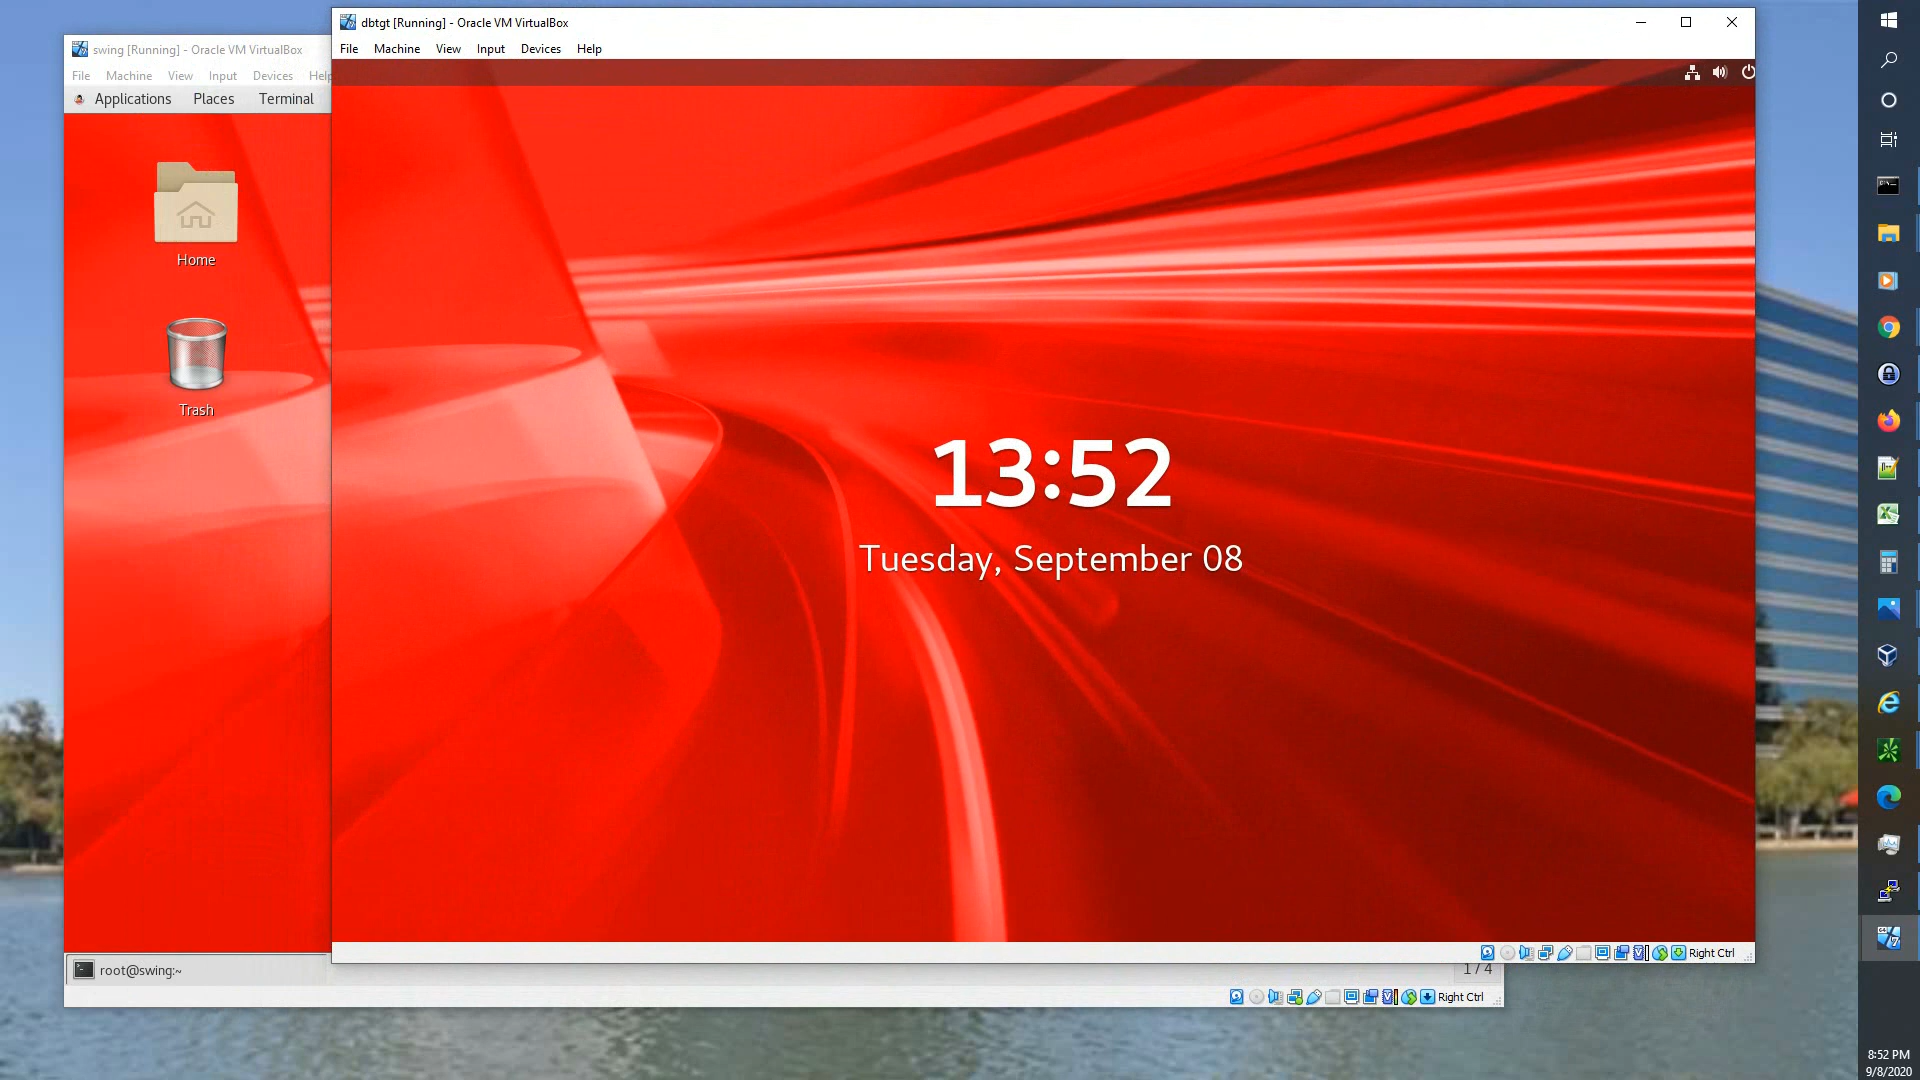 dbtgt [Running] - Oracle VM VirtualBox
File Machine View Input Devices Help
swing [Running] - Oracle VM VirtualBox
File Machine View Input Devices Help
Applications Places Terminal
Home
Trash
13:52
Tuesday, September 08
Right Ctrl
root@swing:~
1 / 4
Right Ctrl
8:52 PM
9/8/2020